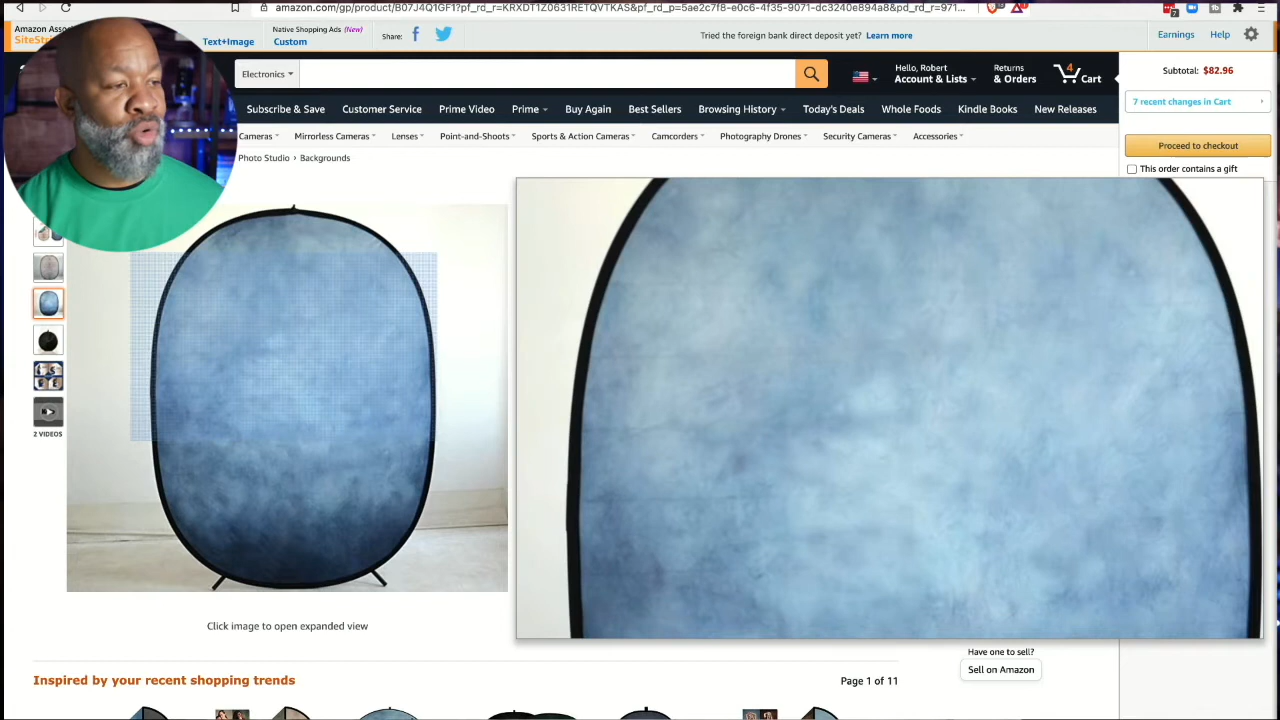 amazon.com/gp/product/B07J4Q1GF1?pf_rd_r=KRXDT1Z0631RETQVTKAS&pf_rd_p=5ae2c7f8-e0c6-4f35-9071-dc3240e894a8&pd_rd_r=971...
Amazon Asso
SiteStri
Text+Image
Native Shopping Ads (New)
Custom
Share:
Tried the foreign bank direct deposit yet? Learn more
Earnings
Help
Electronics
Hello, Robert
Account & Lists
Returns
& Orders
4
Cart
Subtotal: $82.96
7 recent changes in Cart
Proceed to checkout
This order contains a gift
Subscribe & Save
Customer Service
Prime Video
Prime
Buy Again
Best Sellers
Browsing History
Today's Deals
Whole Foods
Kindle Books
New Releases
Cameras
Mirrorless Cameras
Lenses
Point-and-Shoots
Sports & Action Cameras
Camcorders
Photography Drones
Security Cameras
Accessories
Photo Studio › Backgrounds
2 VIDEOS
Click image to open expanded view
Have one to sell?
Sell on Amazon
Inspired by your recent shopping trends
Page 1 of 11